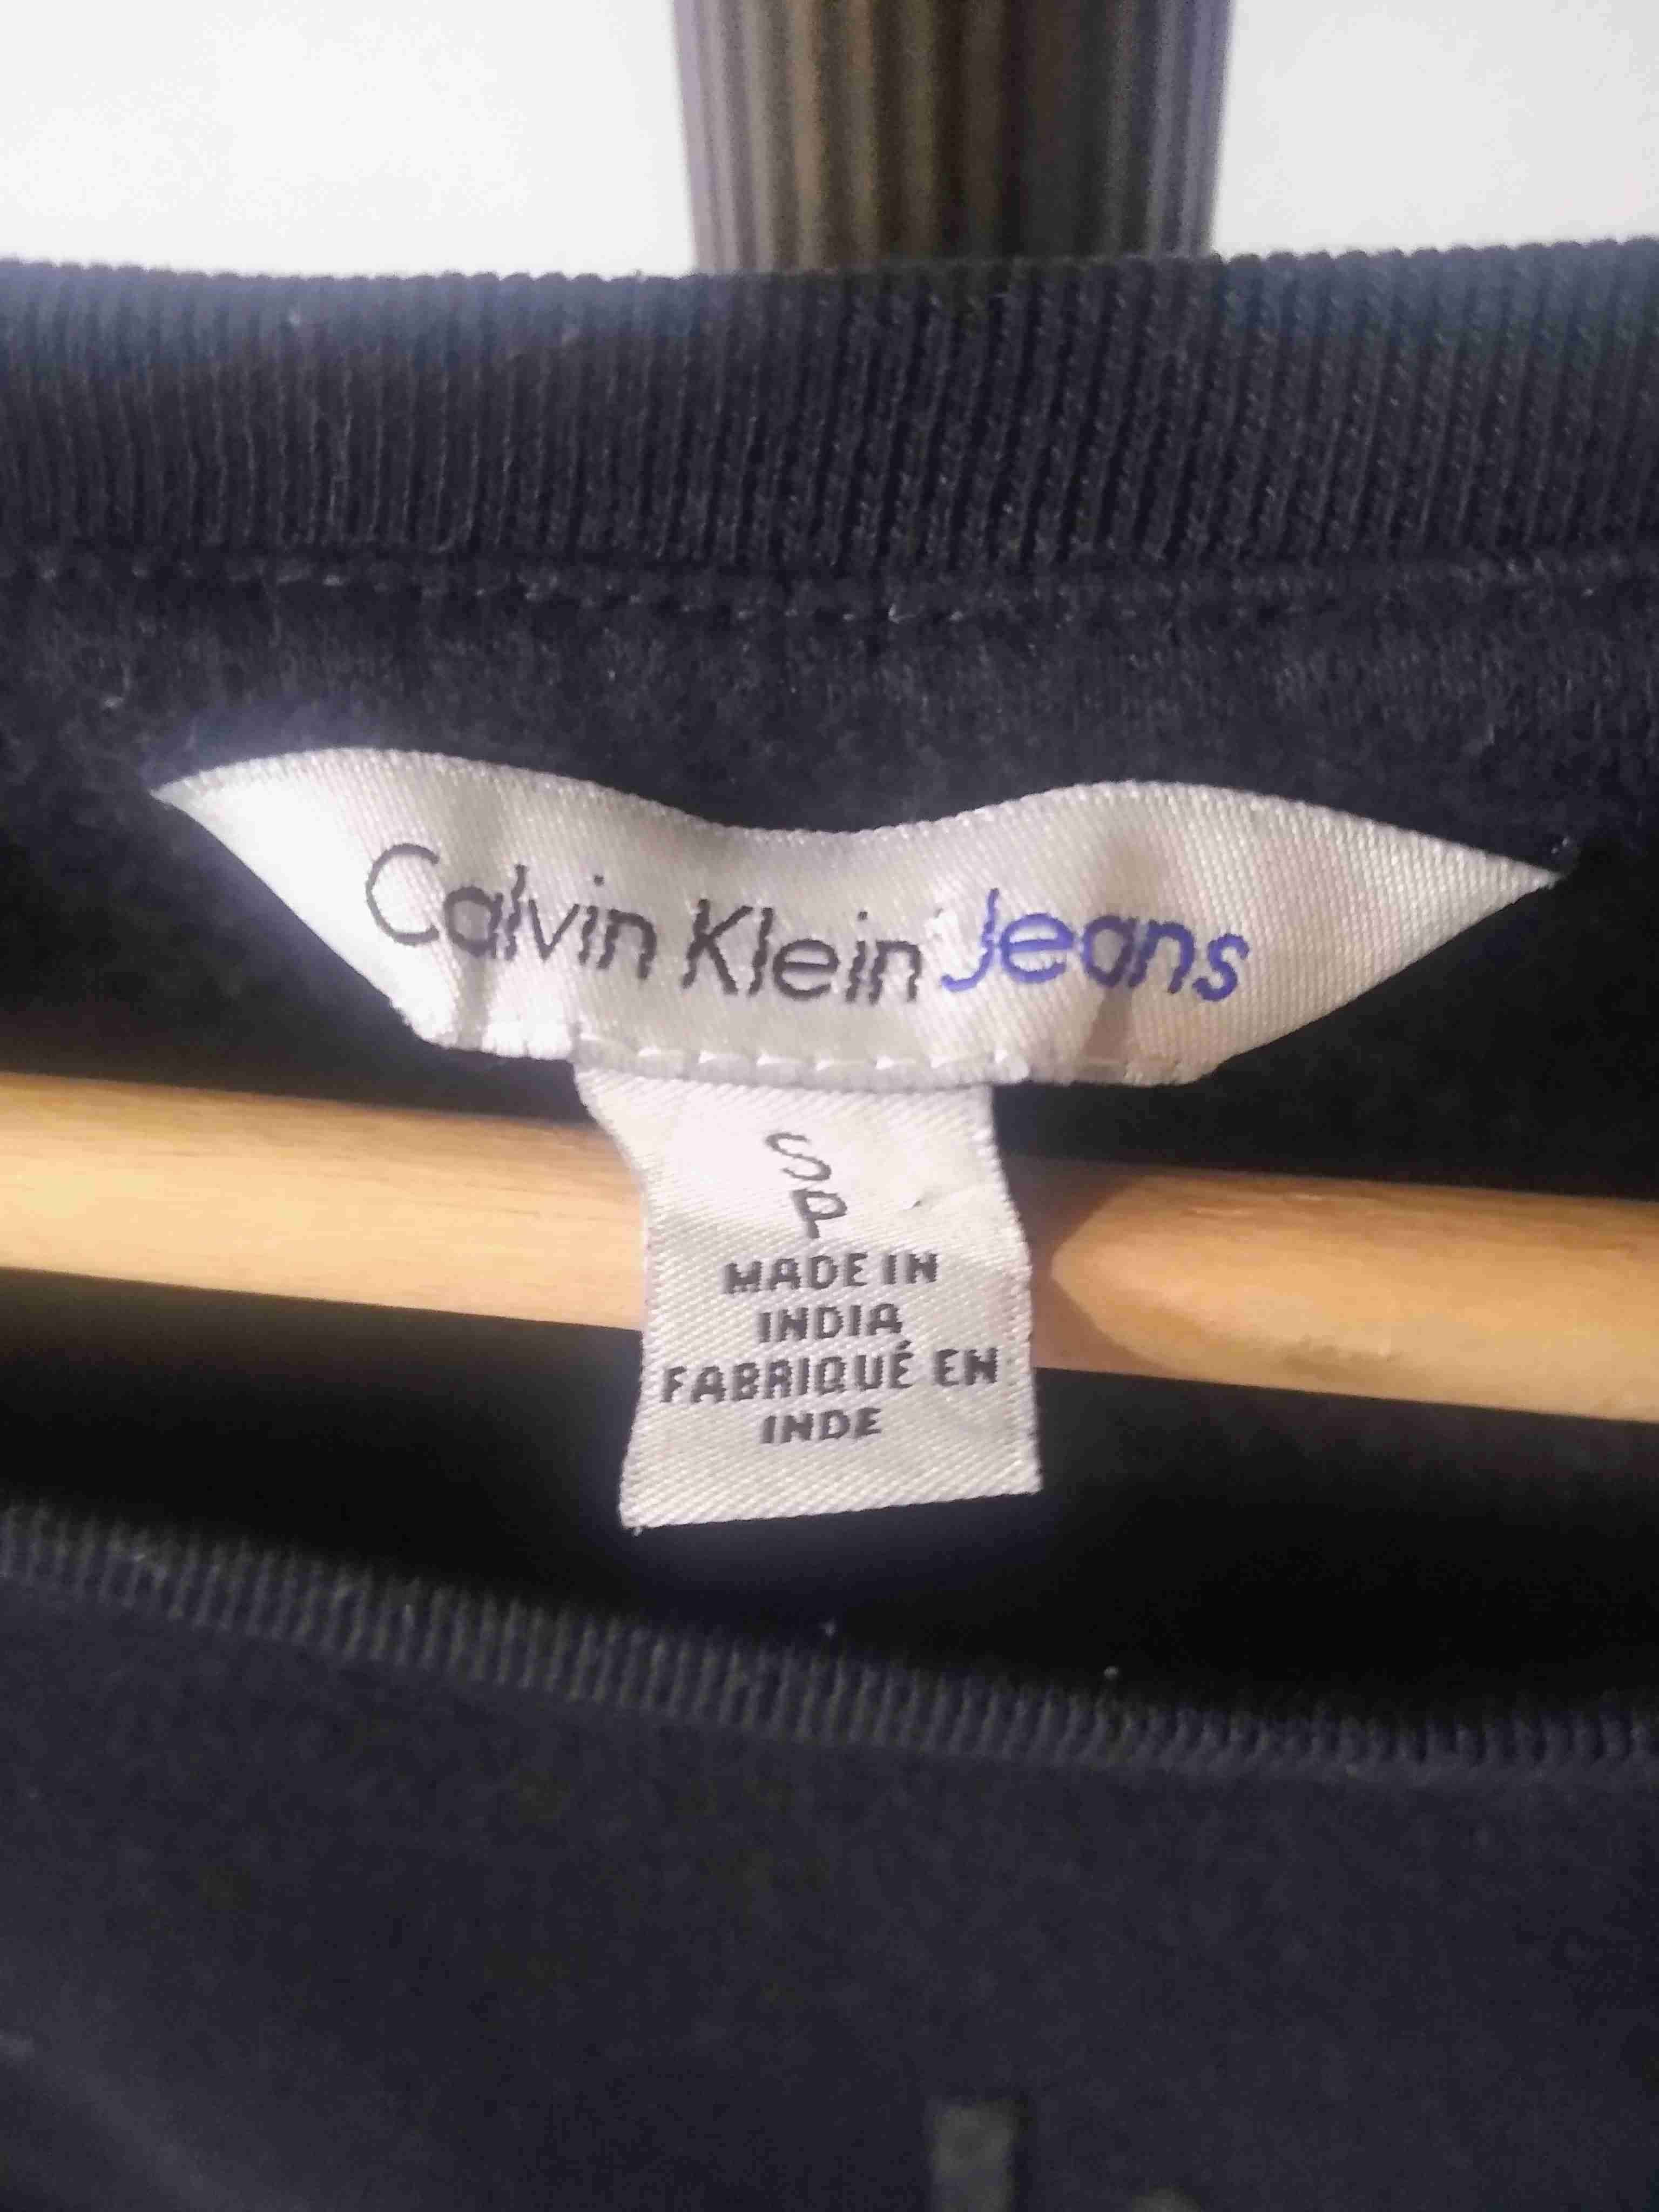 Calvin Klein Jeans
S
P
MADE IN
INDIA
FABRIQUÉ EN
INDE